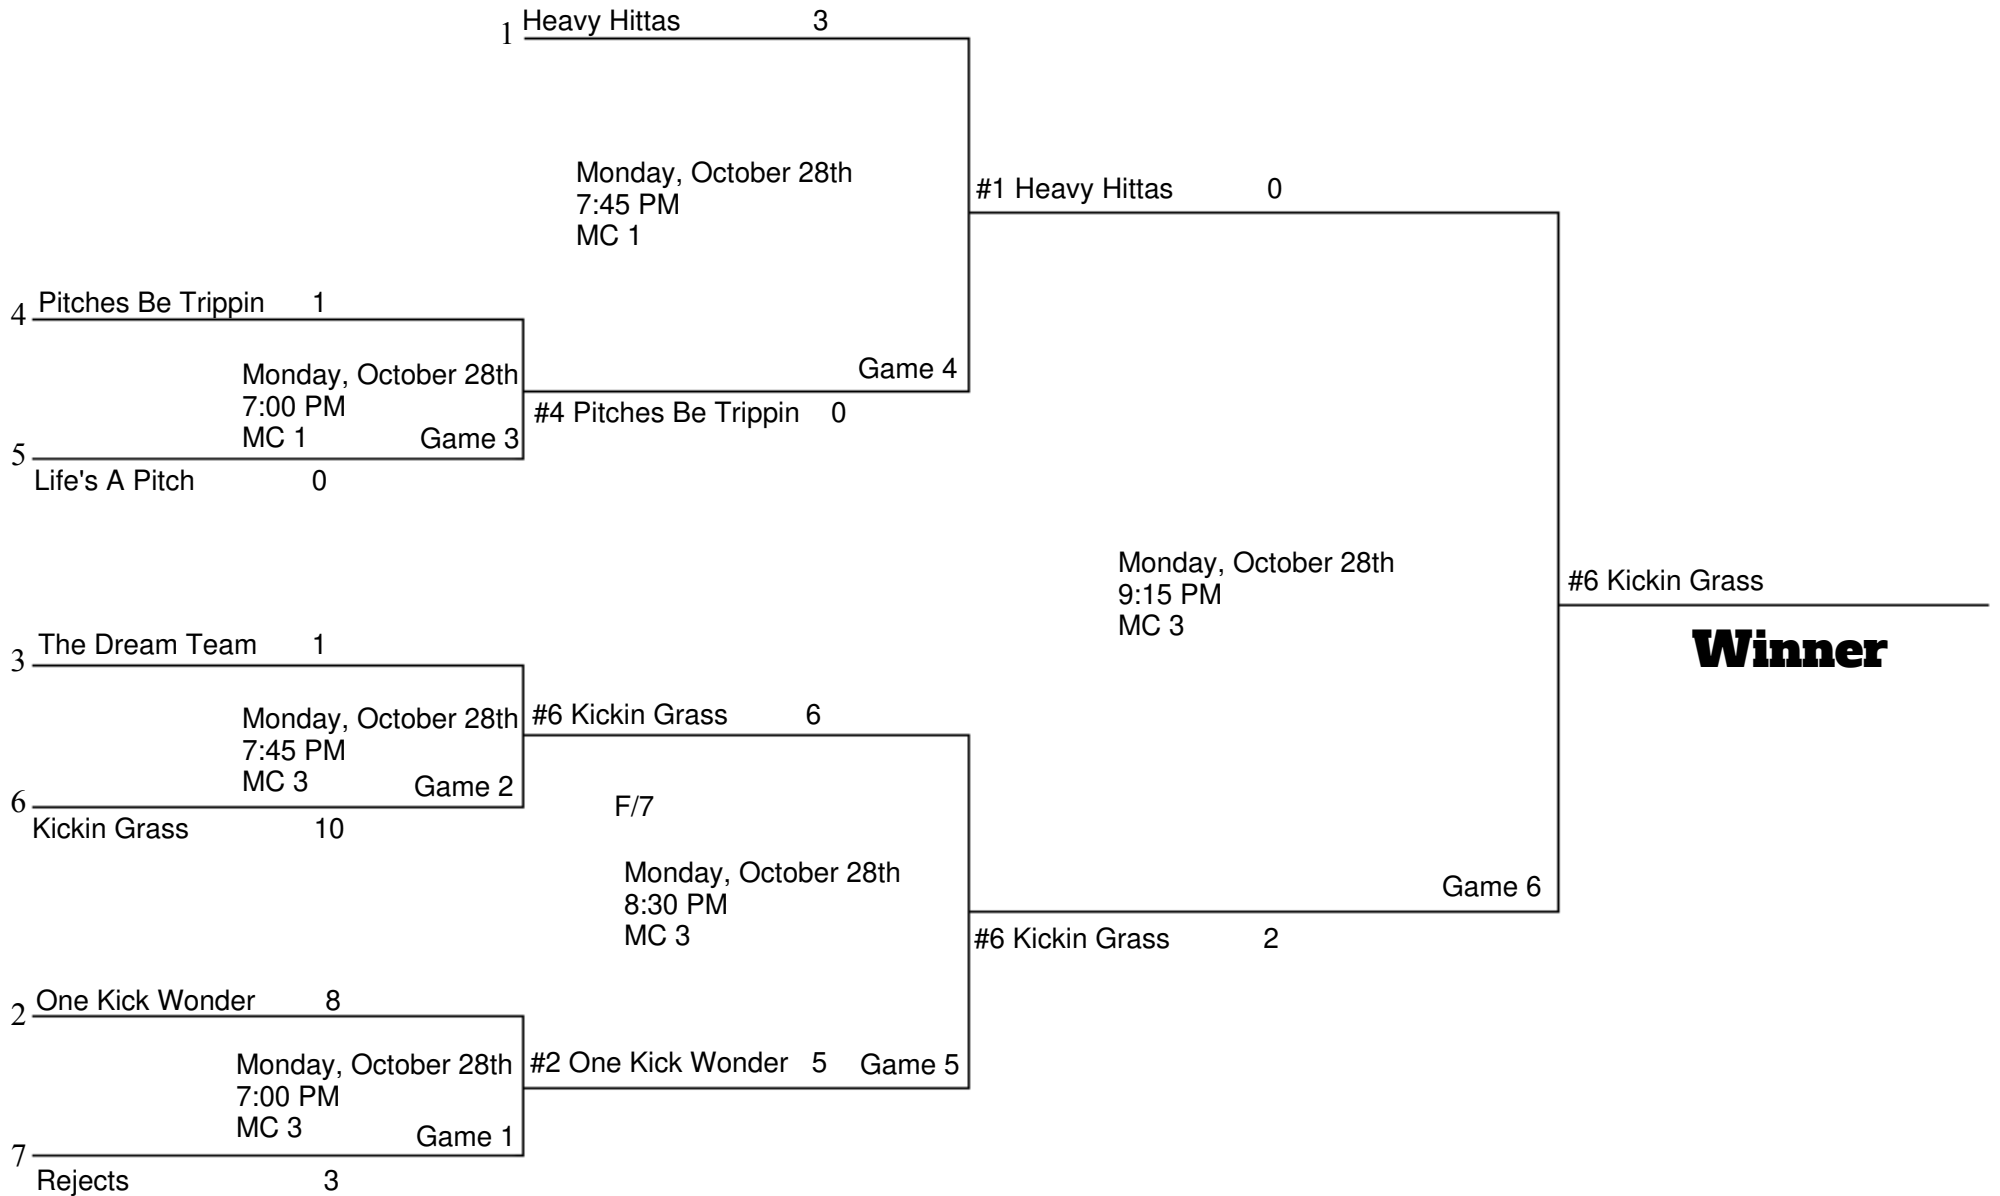 1 Heavy Hittas 3
Monday, October 28th
7:45 PM
MC 1
#1 Heavy Hittas 0
4 Pitches Be Trippin 1
Monday, October 28th
7:00 PM
MC 1 Game 3
5
Life's A Pitch 0
Game 4
#4 Pitches Be Trippin 0
Monday, October 28th
9:15 PM
MC 3
#6 Kickin Grass
Winner
3 The Dream Team 1
Monday, October 28th
7:45 PM
MC 3 Game 2
6
Kickin Grass 10
#6 Kickin Grass 6
F/7
Monday, October 28th
8:30 PM
MC 3
Game 6
#6 Kickin Grass 2
2 One Kick Wonder 8
Monday, October 28th
7:00 PM
MC 3 Game 1
7
Rejects 3
#2 One Kick Wonder 5 Game 5